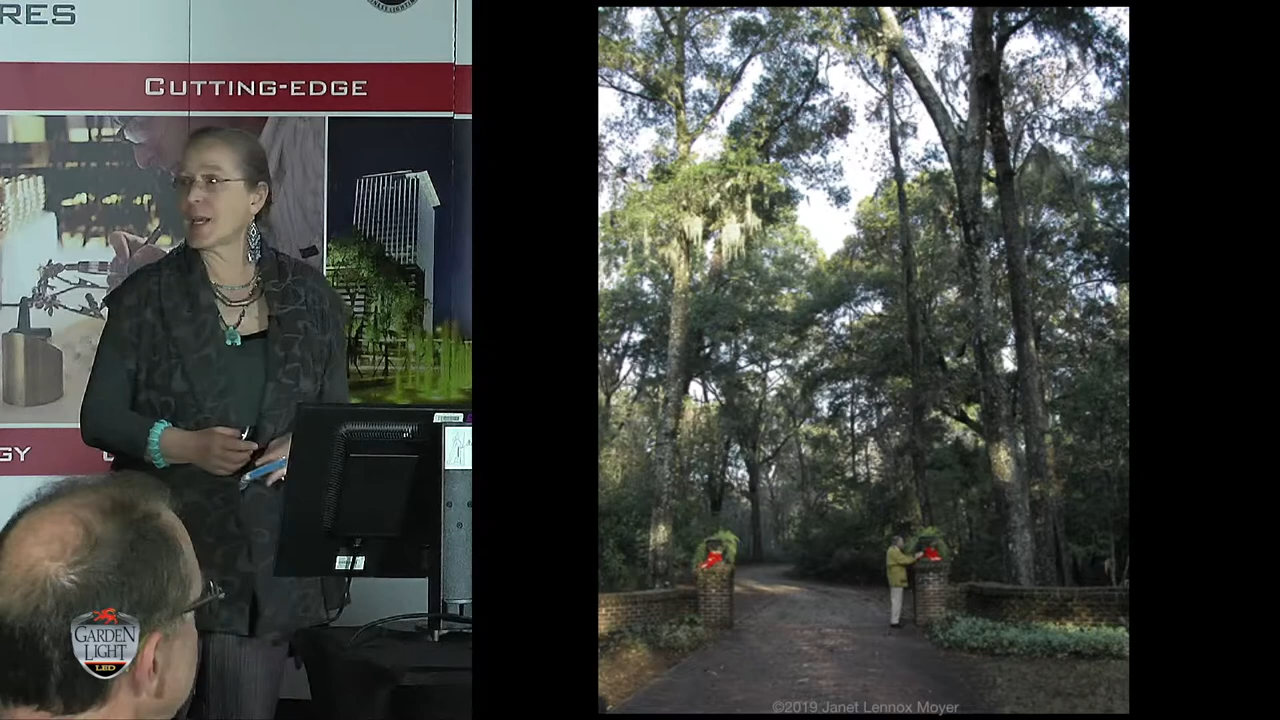 RES
CUTTING-EDGE
GY
GARDEN
LIGHT
LED
©2019 Janet Lennox Moyer